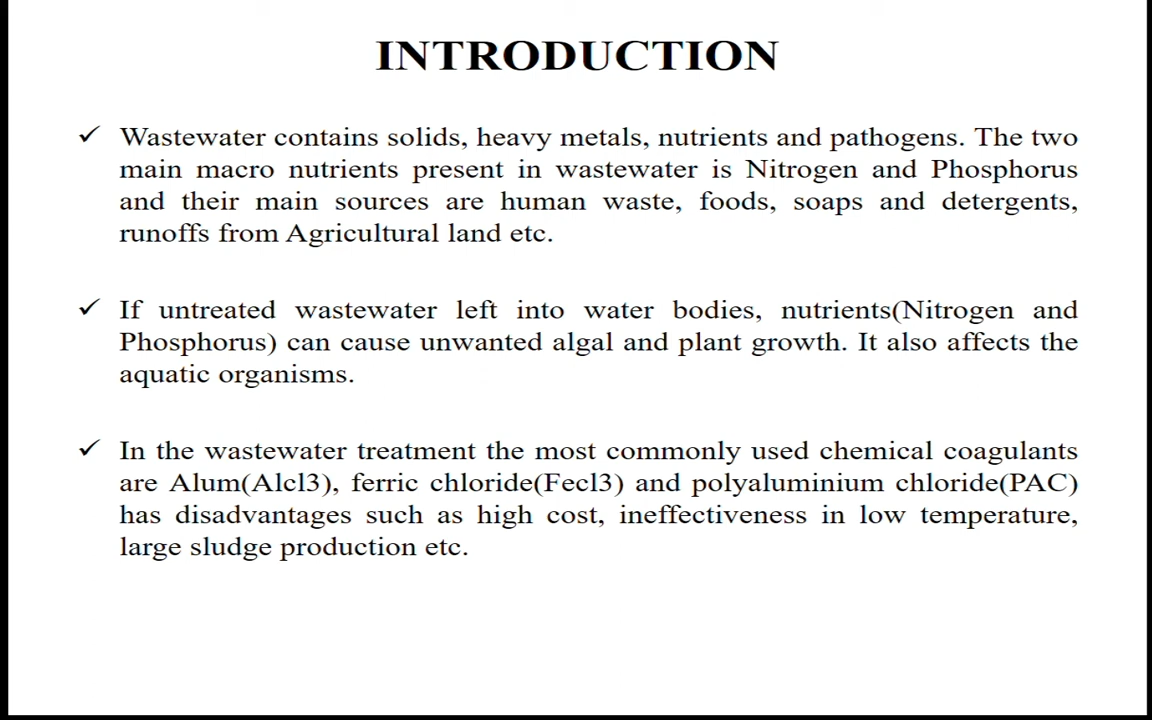 INTRODUCTION
✓ Wastewater contains solids, heavy metals, nutrients and pathogens. The two
main macro nutrients present in wastewater is Nitrogen and Phosphorus
and their main sources are human waste, foods, soaps and detergents,
runoffs from Agricultural land etc.
✓ If untreated wastewater left into water bodies, nutrients(Nitrogen and
Phosphorus) can cause unwanted algal and plant growth. It also affects the
aquatic organisms.
✓ In the wastewater treatment the most commonly used chemical coagulants
are Alum(Alcl3), ferric chloride(Fecl3) and polyaluminium chloride(PAC)
has disadvantages such as high cost, ineffectiveness in low temperature,
large sludge production etc.